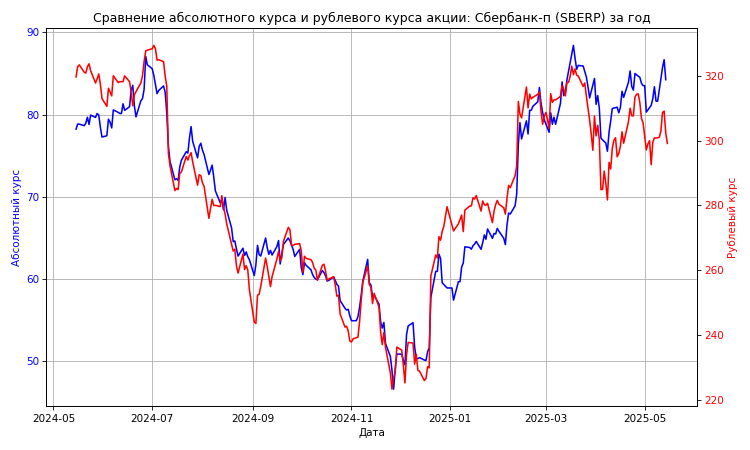 Сравнение абсолютного курса и рублевого курса акции: Сбербанк-п (SBERP) за год
90
80
70
60
50
Абсолютный курс
320
300
280
260
240
220
Рублевый курс
2024-05 2024-07 2024-09 2024-11 2025-01 2025-03 2025-05
Дата